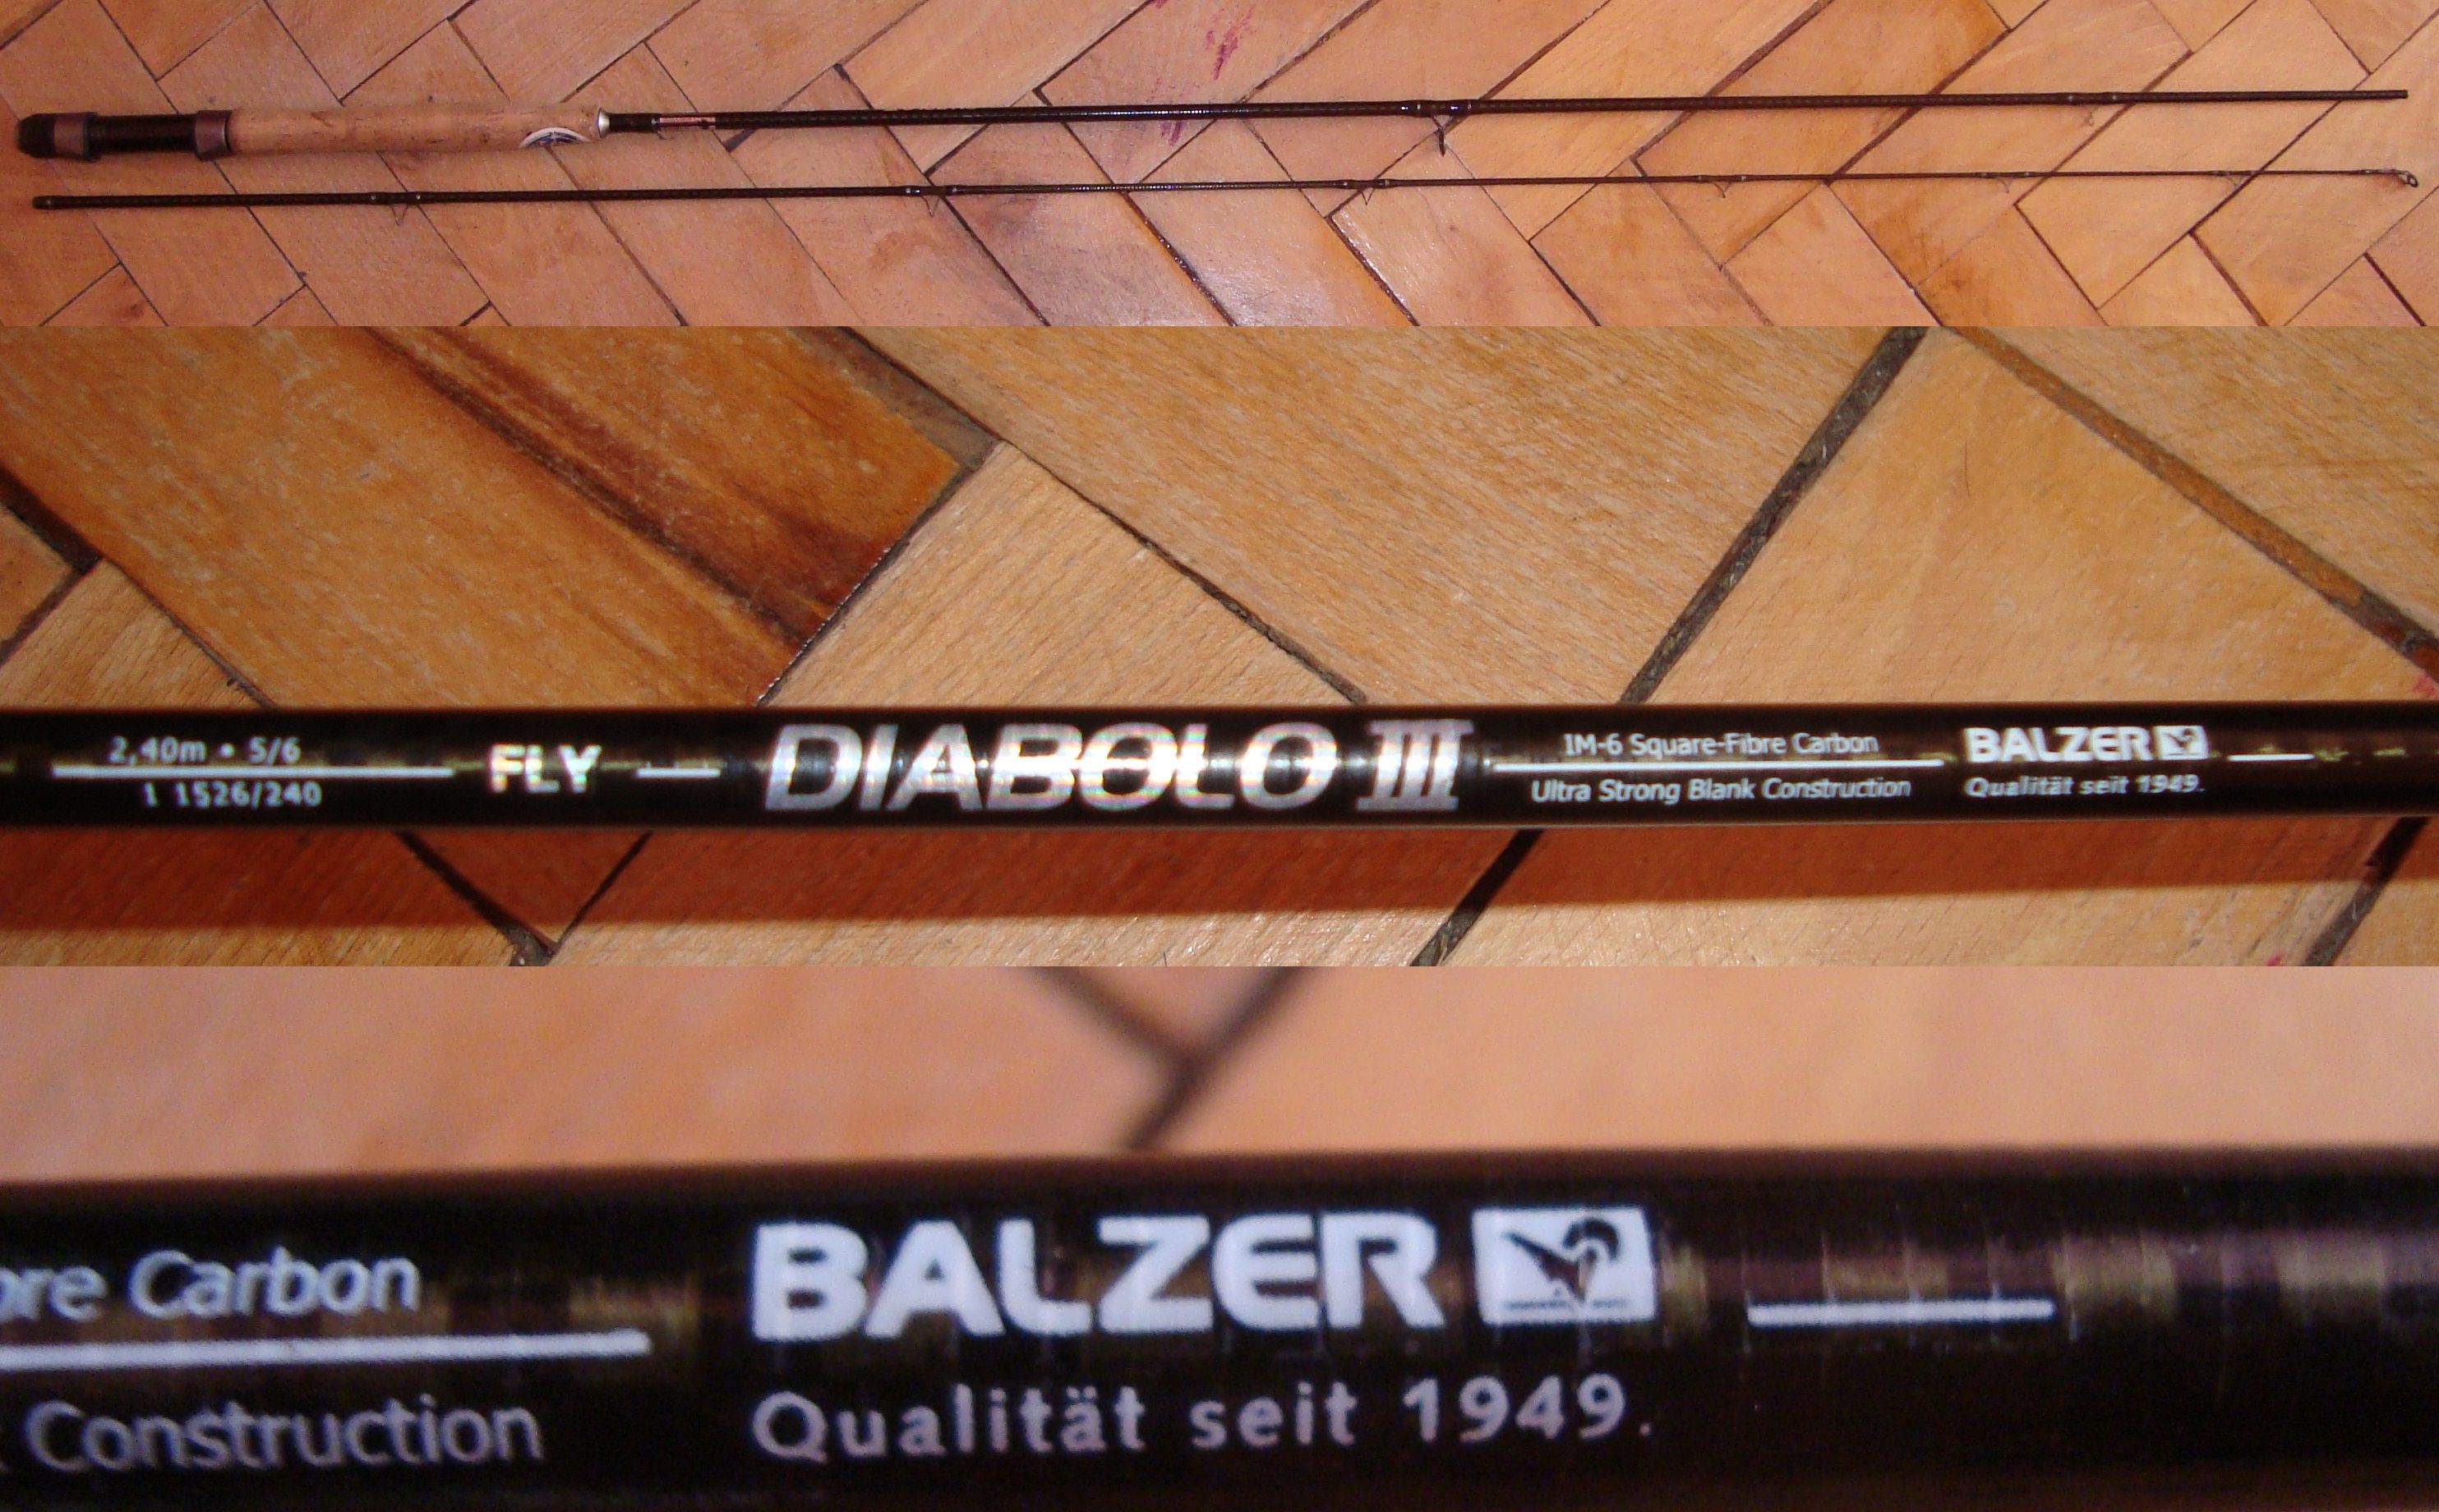 2,40m • 5/6
1 1526/240
FLY
DIABOLO III
IM-6 Square-Fibre Carbon
Ultra Strong Blank Construction
BALZER
Qualität seit 1949.
bre Carbon
Construction
BALZER
Qualität seit 1949.